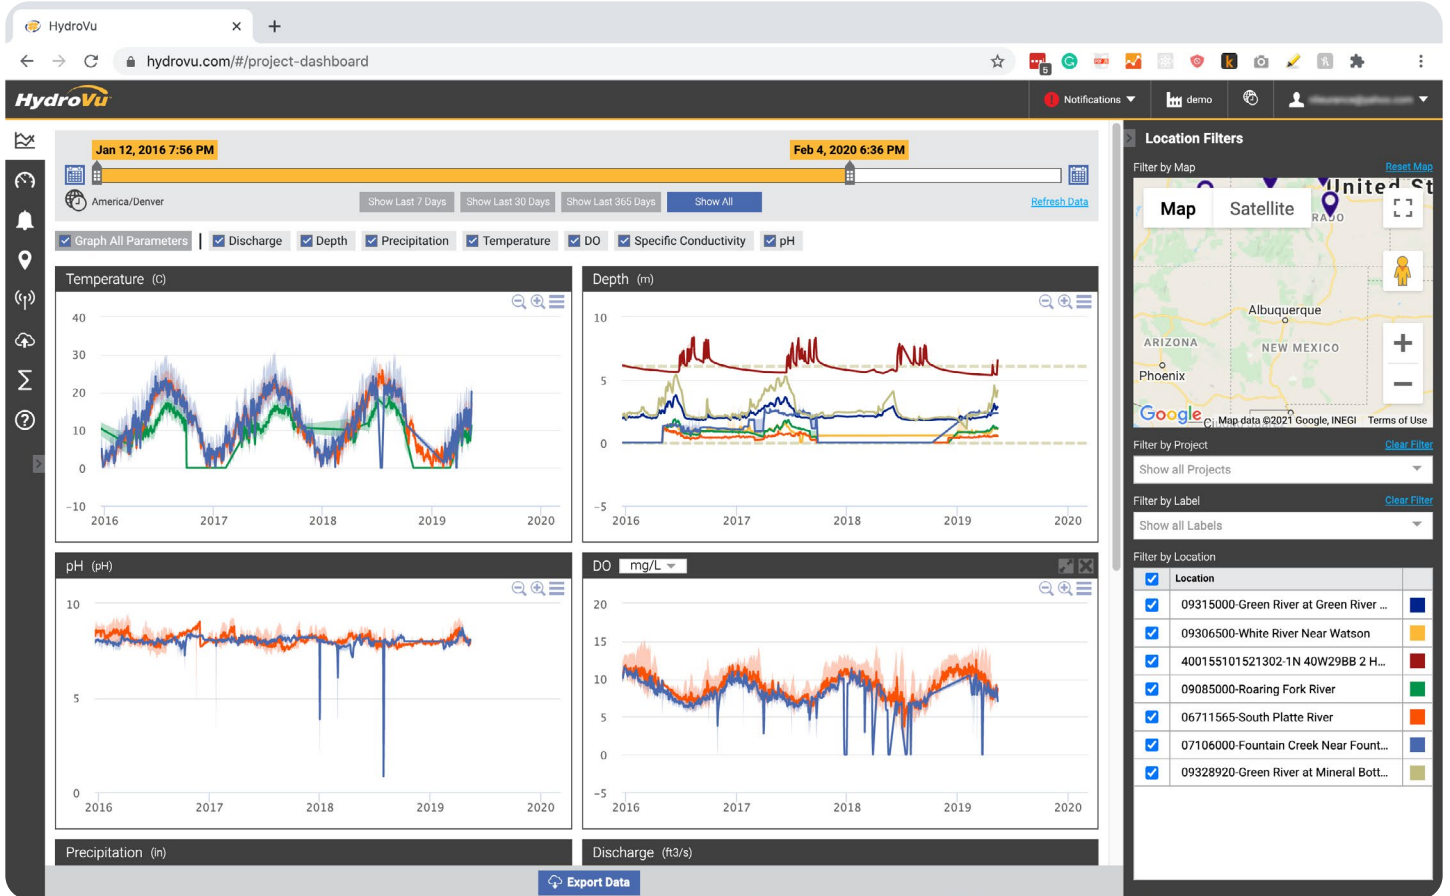 HydroVu
hydrovu.com/#/project-dashboard
5
HydroVu
Notifications
demo
Jan 12, 2016 7:56 PM
Feb 4, 2020 6:36 PM
America/Denver
Show Last 7 Days
Show Last 30 Days
Show Last 365 Days
Show All
Refresh Data
Graph All Parameters
Discharge
Depth
Precipitation
Temperature
DO
Specific Conductivity
pH
Temperature (C)
40
30
20
10
0
−10
2016 2017 2018 2019 2020
Depth (m)
10
5
0
−5
2016 2017 2018 2019 2020
pH (pH)
10
5
0
2016 2017 2018 2019 2020
DO mg/L
20
15
10
5
0
−5
2016 2017 2018 2019 2020
Precipitation (in)
Discharge (ft3/s)
Export Data
Location Filters
Filter by Map
Reset Map
United St
Map
Satellite
RADO
Albuquerque
ARIZONA
NEW MEXICO
Phoenix
Google
Map data ©2021 Google, INEGI
Terms of Use
Filter by Project
Clear Filter
Show all Projects
Filter by Label
Clear Filter
Show all Labels
Filter by Location
Location
09315000-Green River at Green River ...
09306500-White River Near Watson
400155101521302-1N 40W29BB 2 H...
09085000-Roaring Fork River
06711565-South Platte River
07106000-Fountain Creek Near Fount...
09328920-Green River at Mineral Bott...